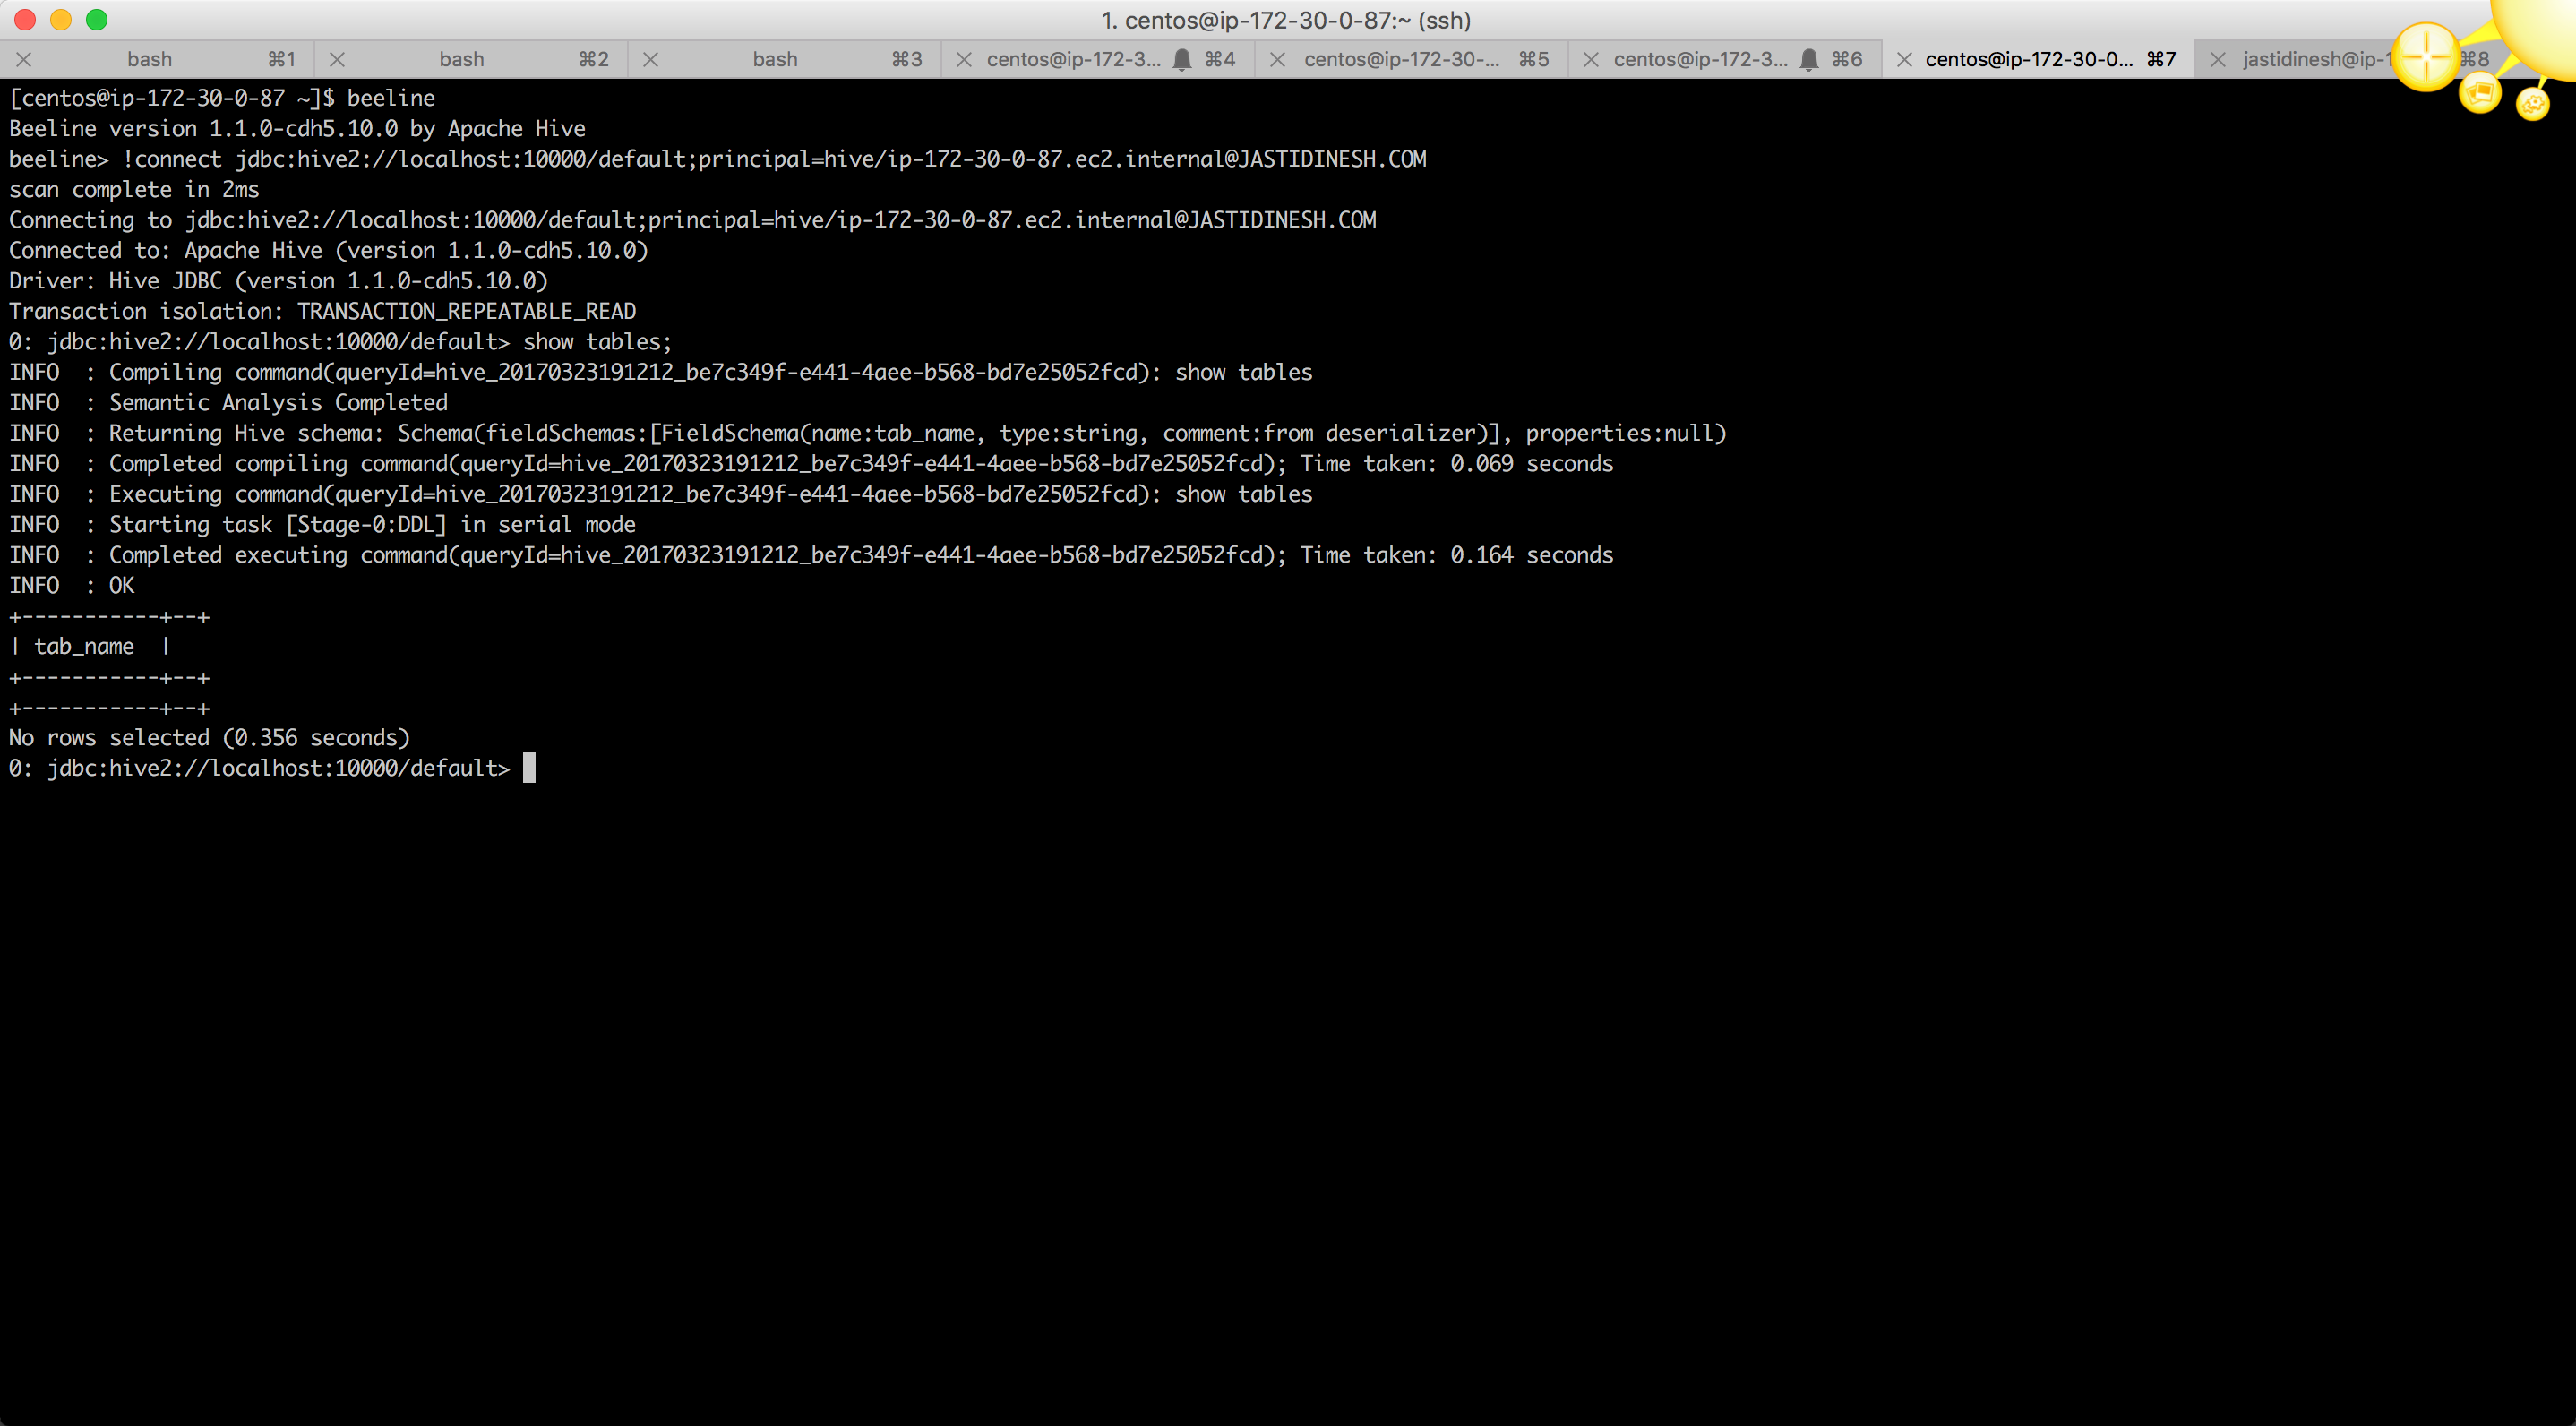 1. centos@ip-172-30-0-87:~ (ssh)
bash ⌘1 bash ⌘2 bash ⌘3 centos@ip-172-3... ⌘4 centos@ip-172-30-... ⌘5 centos@ip-172-3... ⌘6 centos@ip-172-30-0... ⌘7 jastidinesh@ip-1 ⌘8
[centos@ip-172-30-0-87 ~]$ beeline
Beeline version 1.1.0-cdh5.10.0 by Apache Hive
beeline> !connect jdbc:hive2://localhost:10000/default;principal=hive/ip-172-30-0-87.ec2.internal@JASTIDINESH.COM
scan complete in 2ms
Connecting to jdbc:hive2://localhost:10000/default;principal=hive/ip-172-30-0-87.ec2.internal@JASTIDINESH.COM
Connected to: Apache Hive (version 1.1.0-cdh5.10.0)
Driver: Hive JDBC (version 1.1.0-cdh5.10.0)
Transaction isolation: TRANSACTION_REPEATABLE_READ
0: jdbc:hive2://localhost:10000/default> show tables;
INFO  : Compiling command(queryId=hive_20170323191212_be7c349f-e441-4aee-b568-bd7e25052fcd): show tables
INFO  : Semantic Analysis Completed
INFO  : Returning Hive schema: Schema(fieldSchemas:[FieldSchema(name:tab_name, type:string, comment:from deserializer)], properties:null)
INFO  : Completed compiling command(queryId=hive_20170323191212_be7c349f-e441-4aee-b568-bd7e25052fcd); Time taken: 0.069 seconds
INFO  : Executing command(queryId=hive_20170323191212_be7c349f-e441-4aee-b568-bd7e25052fcd): show tables
INFO  : Starting task [Stage-0:DDL] in serial mode
INFO  : Completed executing command(queryId=hive_20170323191212_be7c349f-e441-4aee-b568-bd7e25052fcd); Time taken: 0.164 seconds
INFO  : OK
+-----------+--+
| tab_name  |
+-----------+--+
+-----------+--+
No rows selected (0.356 seconds)
0: jdbc:hive2://localhost:10000/default>